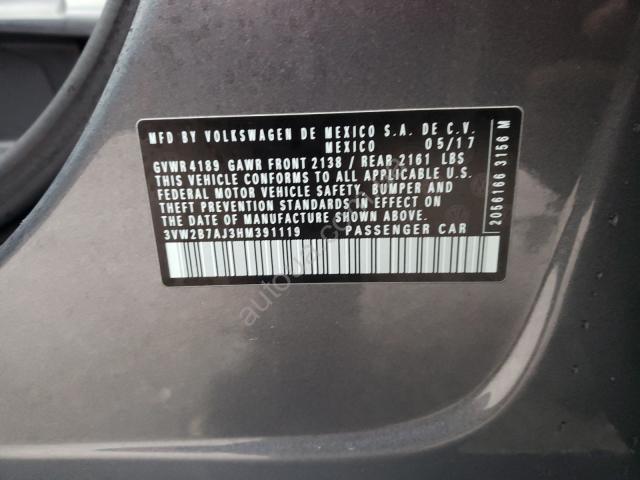 MFD BY VOLKSWAGEN DE MEXICO S.A. DE C.V.
MEXICO 05/17
GVWR 4189 GAWR FRONT 2138 / REAR 2161 LBS
THIS VEHICLE CONFORMS TO ALL APPLICABLE U.S.
FEDERAL MOTOR VEHICLE SAFETY, BUMPER AND
THEFT PREVENTION STANDARDS IN EFFECT ON
THE DATE OF MANUFACTURE SHOWN ABOVE.
3VW2B7AJ3HM391119 PASSENGER CAR
2056166 3156 M